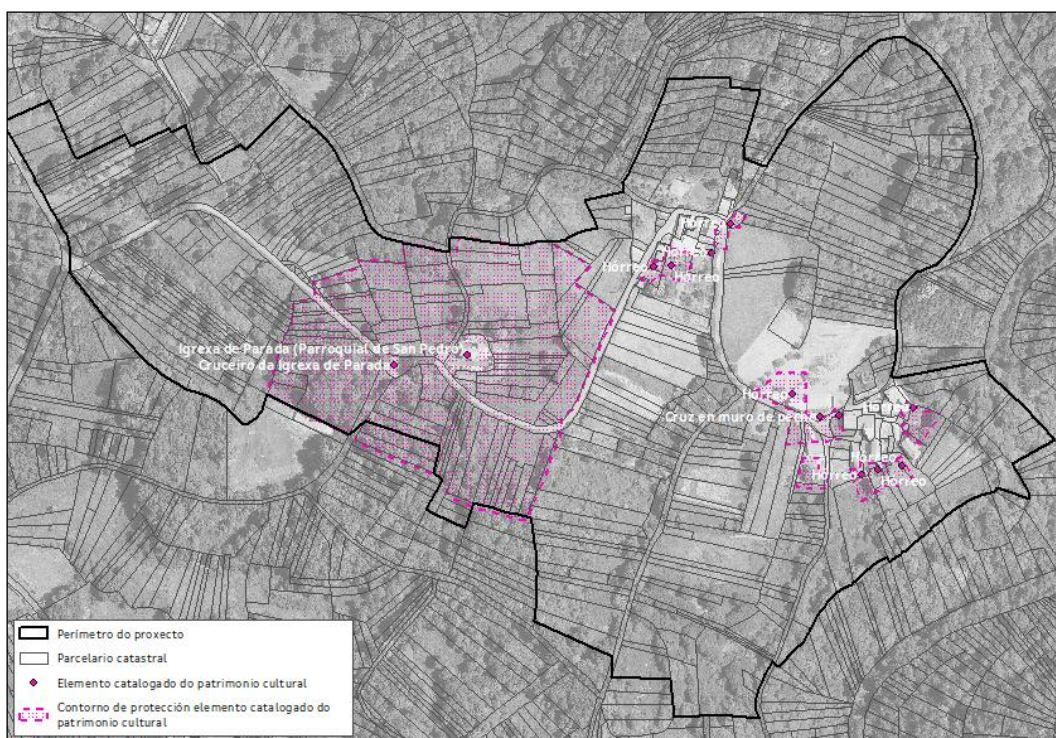 Hórreo
Hórreo
Hórreo
Hórreo
Igrexa de Parada (Parroquial de San Pedro)
Cruceiro da Igrexa de Parada
Hórreo
Cruz en muro de
Hórreo
Hórreo
Hórreo
Perímetro do proxecto
Parcelario catastral
Elemento catalogado do patrimonio cultural
Contorno de protección elemento catalogado do
patrimonio cultural